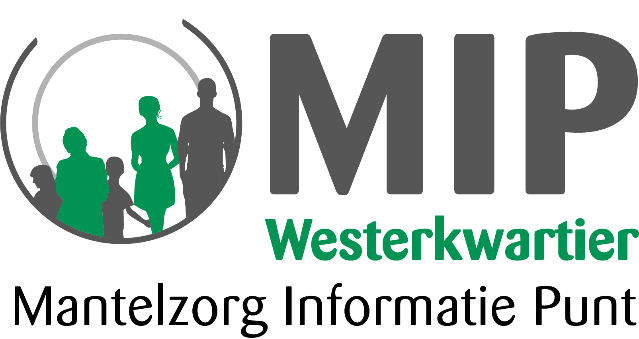 MIP
Westerkwartier
Mantelzorg Informatie Punt